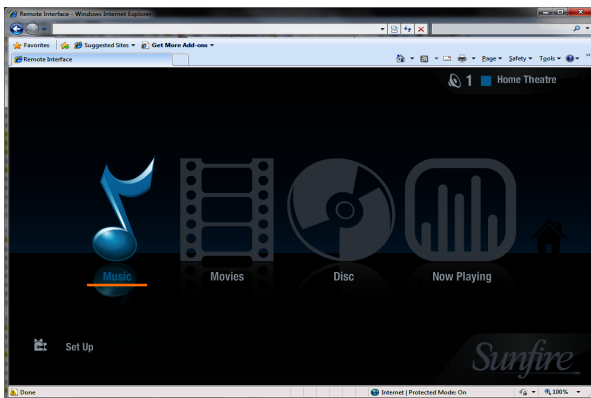 Remote Interface - Windows Internet Explorer
Favorites Suggested Sites Get More Add-ons
Remote Interface Page Safety Tools
1 Home Theatre
Music Movies Disc Now Playing
Set Up
Sunfire
Done Internet | Protected Mode: On 100%